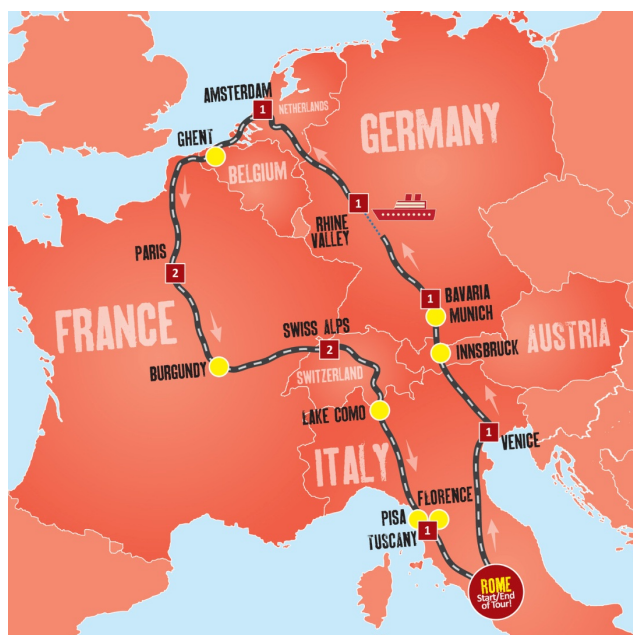 AMSTERDAM
1
NETHERLANDS
GHENT
BELGIUM
GERMANY
1
RHINE
VALLEY
PARIS
2
1
BAVARIA
MUNICH
FRANCE
SWISS ALPS
2
INNSBRUCK
AUSTRIA
BURGUNDY
SWITZERLAND
LAKE COMO
1
VENICE
ITALY
FLORENCE
PISA
TUSCANY
1
ROME
Start/End
of Tour!